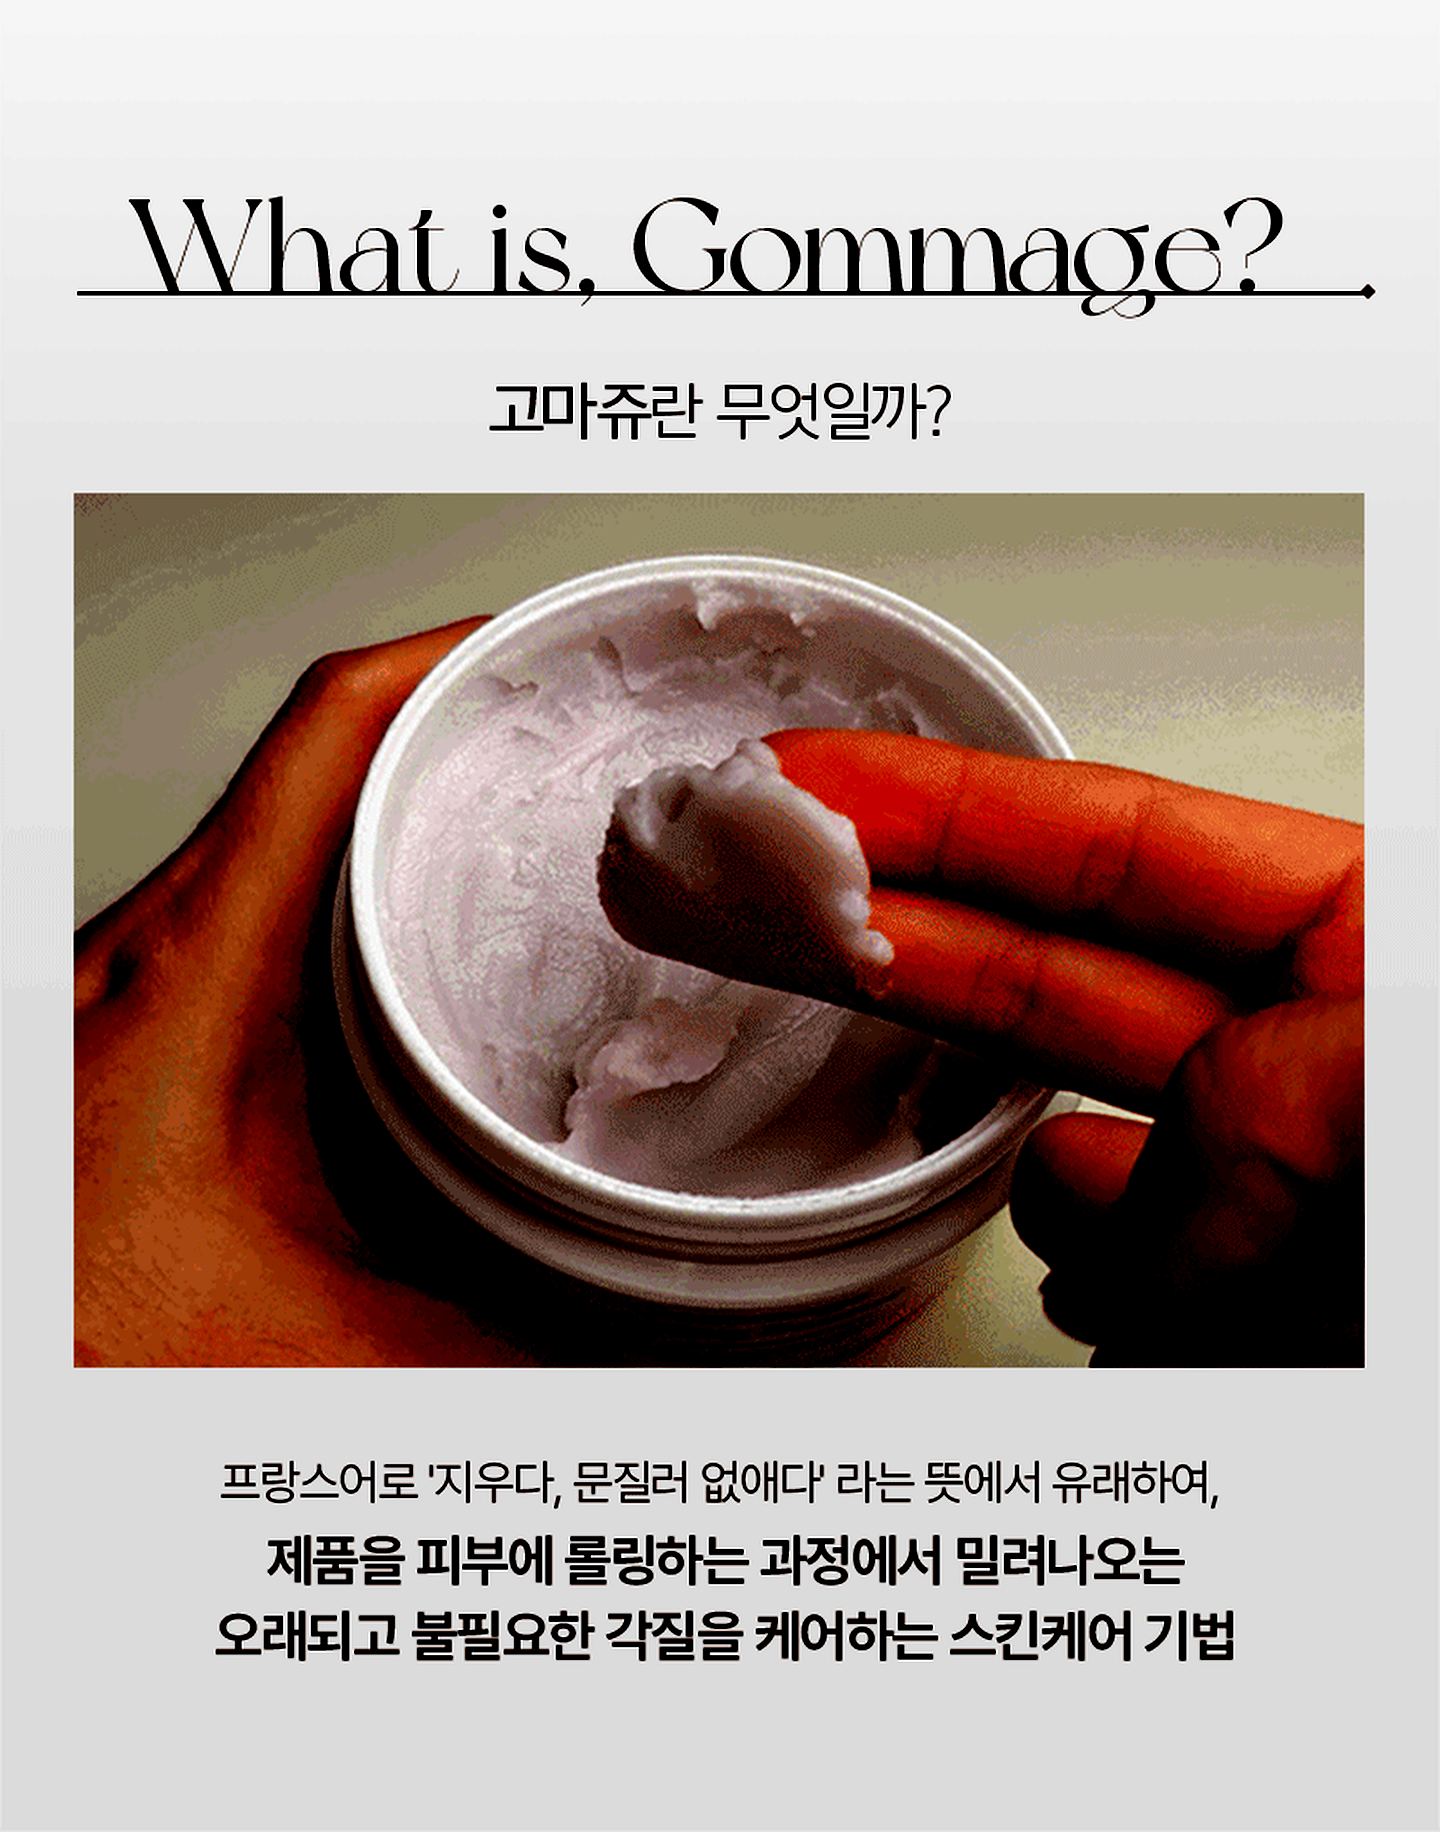 What is, Gommage?
고마쥬란 무엇일까?
프랑스어로 '지우다, 문질러 없애다' 라는 뜻에서 유래하여,
제품을 피부에 롤링하는 과정에서 밀려나오는
오래되고 불필요한 각질을 케어하는 스킨케어 기법